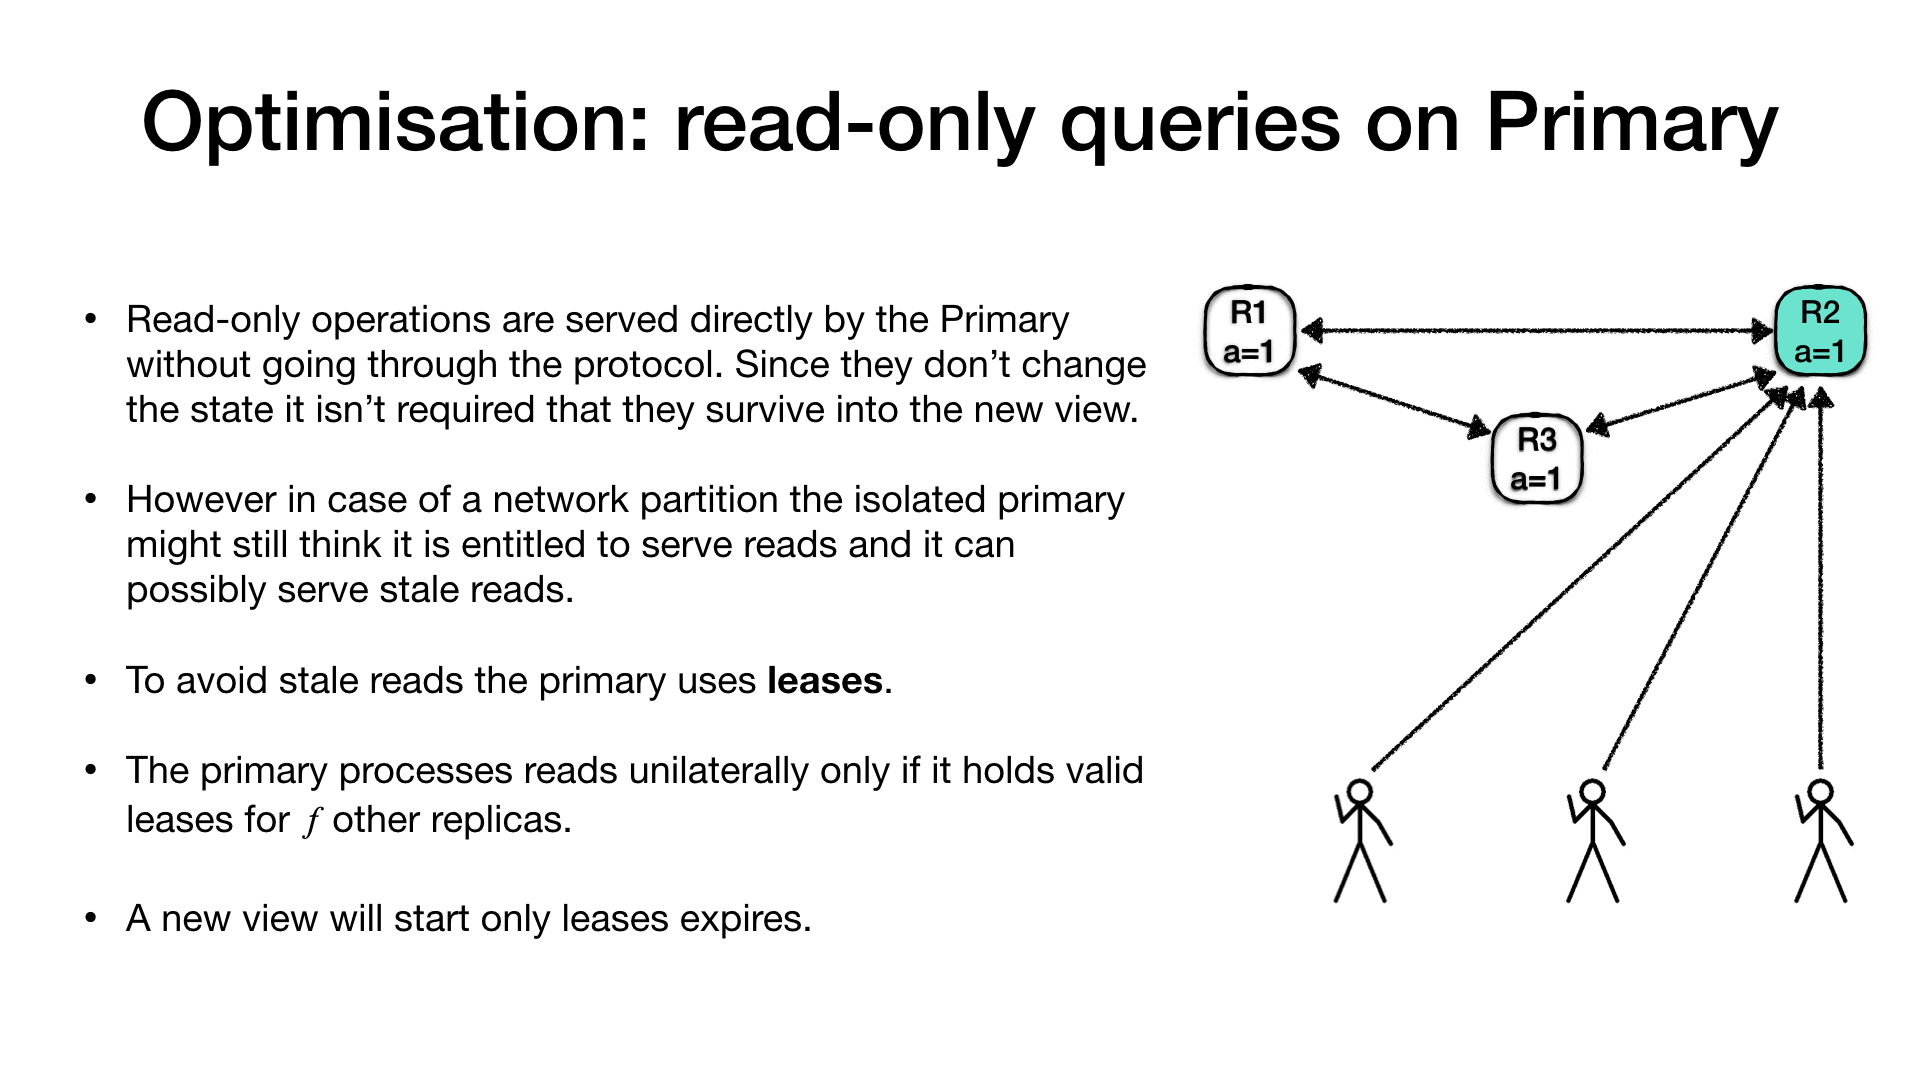 Optimisation: read-only queries on Primary
• Read-only operations are served directly by the Primary
without going through the protocol. Since they don’t change
the state it isn’t required that they survive into the new view.
• However in case of a network partition the isolated primary
might still think it is entitled to serve reads and it can
possibly serve stale reads.
• To avoid stale reads the primary uses leases.
• The primary processes reads unilaterally only if it holds valid
leases for f other replicas.
• A new view will start only leases expires.
R1
a=1
R2
a=1
R3
a=1